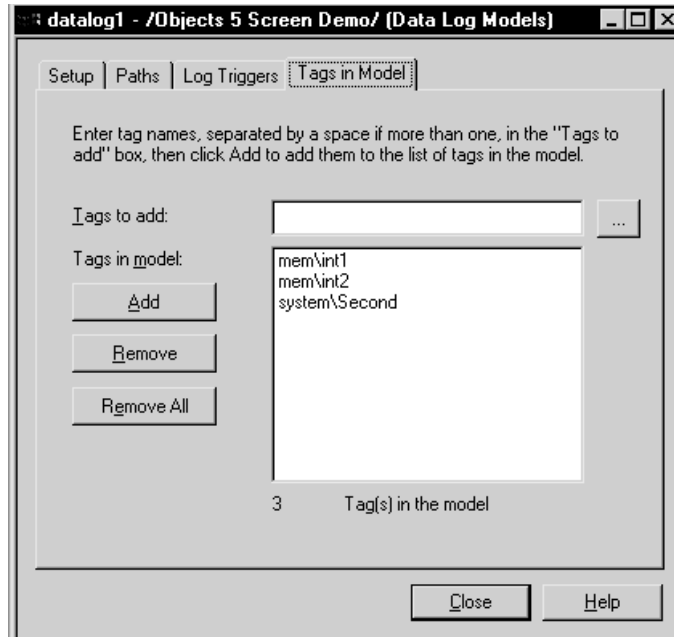 datalog1 - /Objects 5 Screen Demo/ (Data Log Models)
Setup Paths Log Triggers Tags in Model
Enter tag names, separated by a space if more than one, in the "Tags to
add" box, then click Add to add them to the list of tags in the model.
Tags to add:
...
Tags in model:
mem\int1
mem\int2
system\Second
Add
Remove
Remove All
3 Tag(s) in the model
Close Help